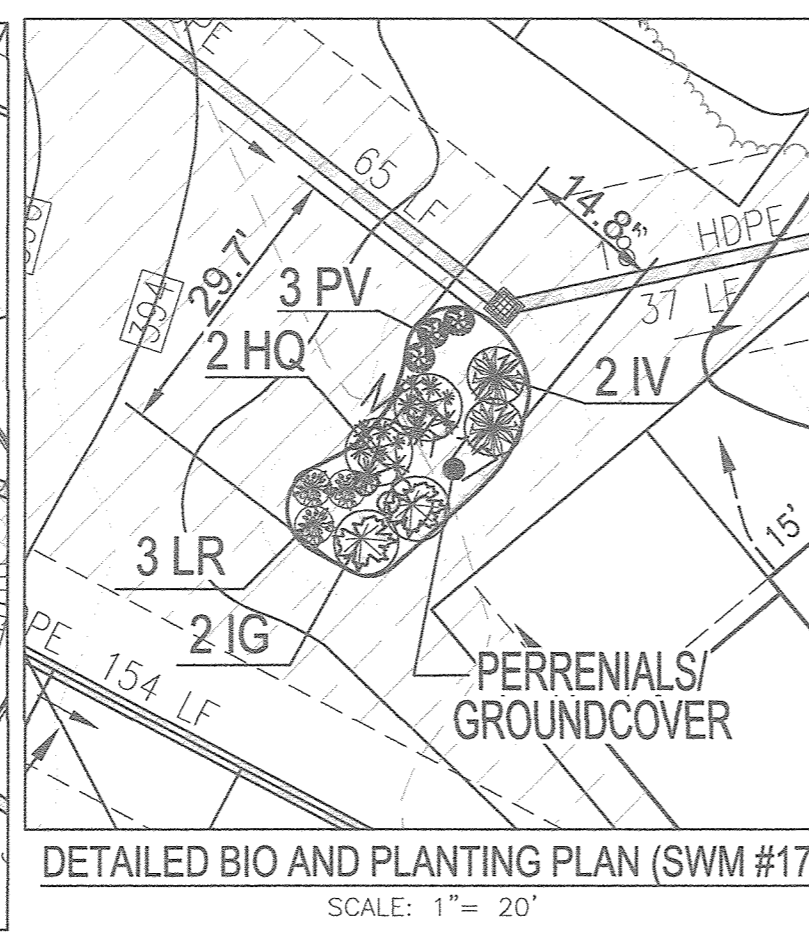 65 LF
14.8'
HDPE
37 LF
29.7'
394
3 PV
2 HQ
2 IV
15'
3 LR
2 IG
PE 154 LF
PERRENIALS/
GROUNDCOVER
DETAILED BIO AND PLANTING PLAN (SWM #17
SCALE: 1"= 20'